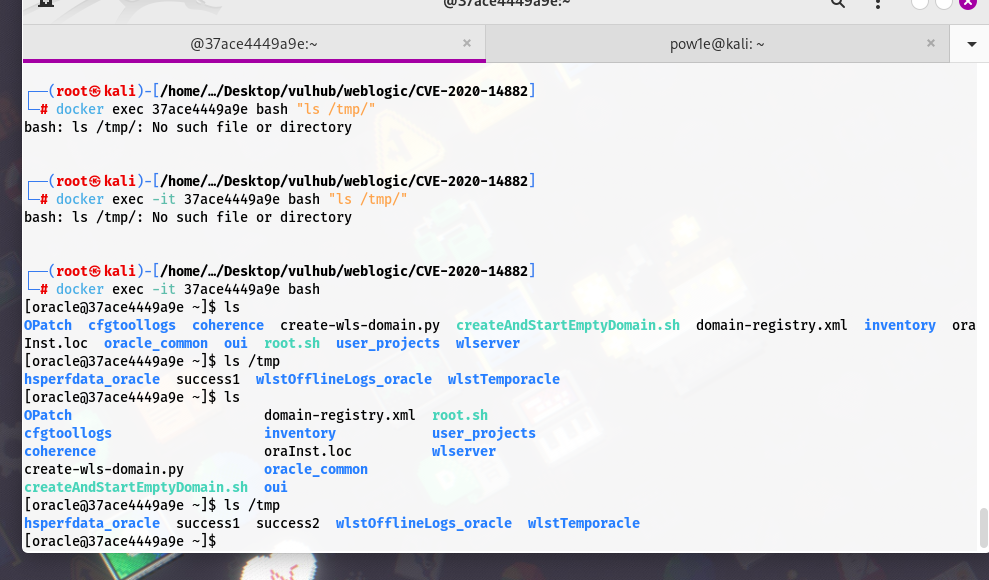 @37ace4449a9e:~
@37ace4449a9e:~ × pow1e@kali: ~ ×
┌──(root㉿kali)-[/home/…/Desktop/vulhub/weblogic/CVE-2020-14882]
└─# docker exec 37ace4449a9e bash "ls /tmp/"
bash: ls /tmp/: No such file or directory
┌──(root㉿kali)-[/home/…/Desktop/vulhub/weblogic/CVE-2020-14882]
└─# docker exec -it 37ace4449a9e bash "ls /tmp/"
bash: ls /tmp/: No such file or directory
┌──(root㉿kali)-[/home/…/Desktop/vulhub/weblogic/CVE-2020-14882]
└─# docker exec -it 37ace4449a9e bash
[oracle@37ace4449a9e ~]$ ls
OPatch  cfgtoollogs  coherence  create-wls-domain.py  createAndStartEmptyDomain.sh  domain-registry.xml  inventory  ora
Inst.loc  oracle_common  oui  root.sh  user_projects  wlserver
[oracle@37ace4449a9e ~]$ ls /tmp
hsperfdata_oracle  success1  wlstOfflineLogs_oracle  wlstTemporacle
[oracle@37ace4449a9e ~]$ ls
OPatch                        domain-registry.xml  root.sh
cfgtoollogs                   inventory            user_projects
coherence                     oraInst.loc          wlserver
create-wls-domain.py          oracle_common
createAndStartEmptyDomain.sh  oui
[oracle@37ace4449a9e ~]$ ls /tmp
hsperfdata_oracle  success1  success2  wlstOfflineLogs_oracle  wlstTemporacle
[oracle@37ace4449a9e ~]$